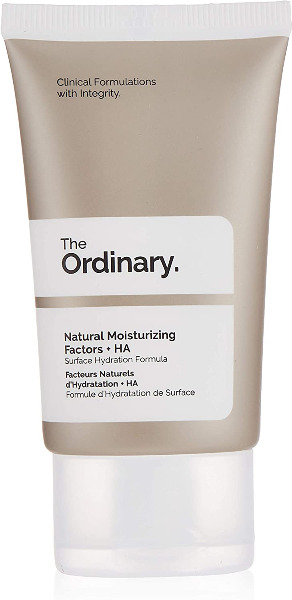 Clinical Formulations
with Integrity.
The
Ordinary.
Natural Moisturizing
Factors + HA
Surface Hydration Formula
Facteurs Naturels
d'Hydratation + HA
Formule d'Hydratation de Surface